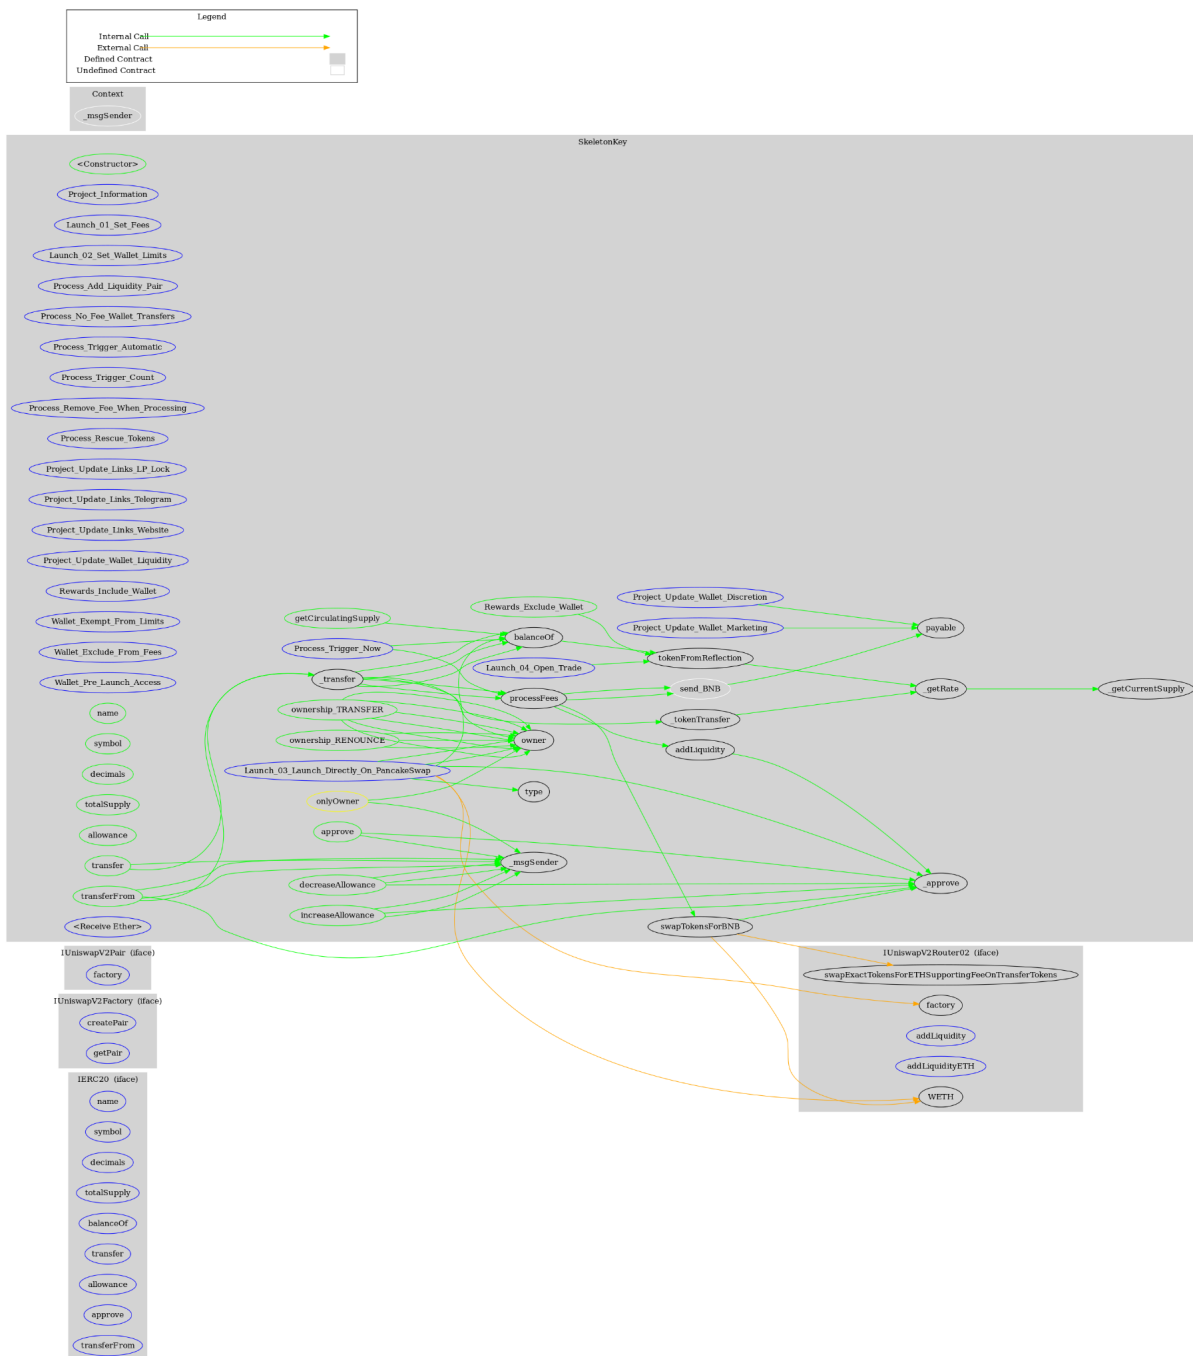 Legend
Internal Call
External Call
Defined Contract
Undefined Contract
Context
_msgSender
SkeletonKey
<Constructor>
Project_Information
Launch_01_Set_Fees
Launch_02_Set_Wallet_Limits
Process_Add_Liquidity_Pair
Process_No_Fee_Wallet_Transfers
Process_Trigger_Automatic
Process_Trigger_Count
Process_Remove_Fee_When_Processing
Process_Rescue_Tokens
Project_Update_Links_LP_Lock
Project_Update_Links_Telegram
Project_Update_Links_Website
Project_Update_Wallet_Liquidity
Rewards_Include_Wallet
Wallet_Exempt_From_Limits
Wallet_Exclude_From_Fees
Wallet_Pre_Launch_Access
name
symbol
decimals
totalSupply
allowance
transfer
transferFrom
<Receive Ether>
getCirculatingSupply
Process_Trigger_Now
_transfer
ownership_TRANSFER
ownership_RENOUNCE
Launch_03_Launch_Directly_On_PancakeSwap
onlyOwner
approve
decreaseAllowance
increaseAllowance
Rewards_Exclude_Wallet
balanceOf
Launch_04_Open_Trade
processFees
owner
type
_msgSender
Project_Update_Wallet_Discretion
Project_Update_Wallet_Marketing
tokenFromReflection
send_BNB
_tokenTransfer
addLiquidity
swapTokensForBNB
payable
_getRate
_approve
_getCurrentSupply
IUniswapV2Pair (iface)
factory
IUniswapV2Factory (iface)
createPair
getPair
IERC20 (iface)
name
symbol
decimals
totalSupply
balanceOf
transfer
allowance
approve
transferFrom
IUniswapV2Router02 (iface)
swapExactTokensForETHSupportingFeeOnTransferTokens
factory
addLiquidity
addLiquidityETH
WETH